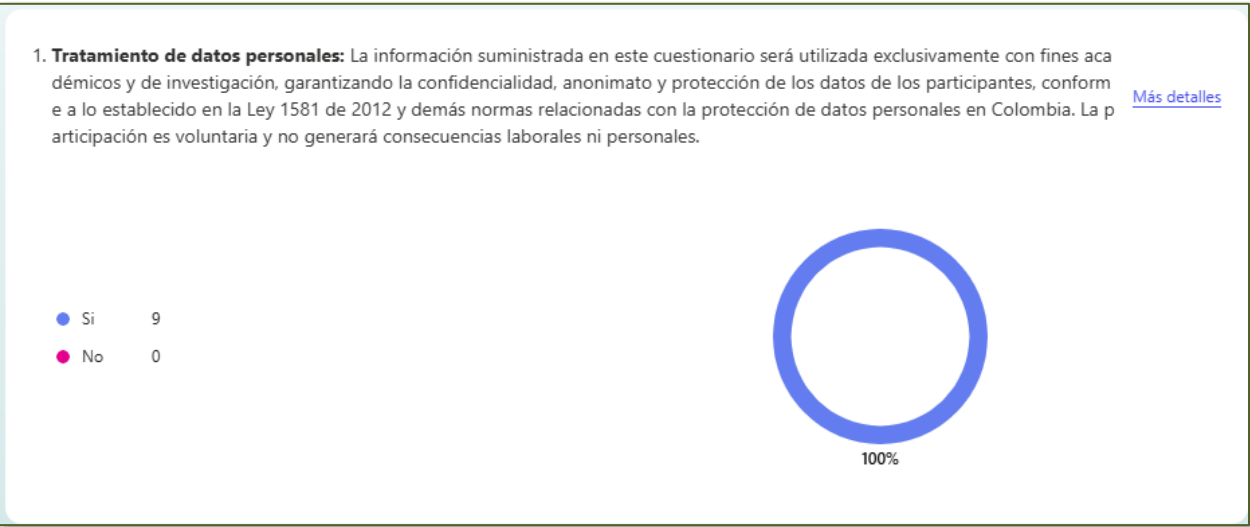 1. Tratamiento de datos personales: La información suministrada en este cuestionario será utilizada exclusivamente con fines aca
démicos y de investigación, garantizando la confidencialidad, anonimato y protección de los datos de los participantes, conform
e a lo establecido en la Ley 1581 de 2012 y demás normas relacionadas con la protección de datos personales en Colombia. La p
articipación es voluntaria y no generará consecuencias laborales ni personales.
Más detalles
Si 9
No 0
100%